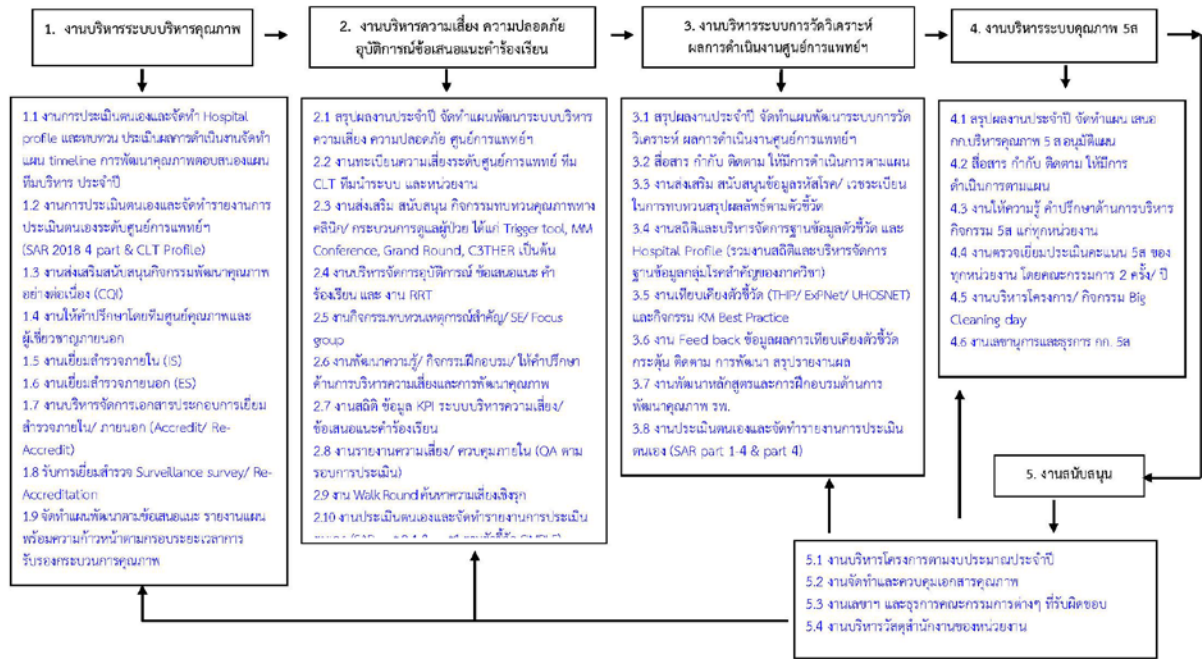 1. งานบริหารระบบบริหารคุณภาพ
2. งานบริหารความเสี่ยง ความปลอดภัย
อุบัติการณ์ข้อเสนอแนะคำร้องเรียน
3. งานบริหารระบบการวัดวิเคราะห์
ผลการดำเนินงานศูนย์การแพทย์ฯ
4. งานบริหารระบบคุณภาพ 5ส
1.1 งานการประเมินตนเองและจัดทำ Hospital
profile และทบทวน ประเมินผลการดำเนินงานจัดทำ
แผน timeline การพัฒนาคุณภาพตอบสนองแผน
ทีมบริหาร ประจำปี
1.2 งานการประเมินตนเองและจัดทำรายงานการ
ประเมินตนเองระดับศูนย์การแพทย์ฯ
(SAR 2018 4 part & CLT Profile)
1.3 งานส่งเสริมสนับสนุนกิจกรรมพัฒนาคุณภาพ
อย่างต่อเนื่อง (CQI)
1.4 งานให้คำปรึกษาโดยทีมศูนย์คุณภาพและ
ผู้เชี่ยวชาญภายนอก
1.5 งานเยี่ยมสำรวจภายใน (IS)
1.6 งานเยี่ยมสำรวจภายนอก (ES)
1.7 งานบริหารจัดการเอกสารประกอบการเยี่ยม
สำรวจภายใน/ ภายนอก (Accredit/ Re-
Accredit)
1.8 รับการเยี่ยมสำรวจ Surveillance survey/ Re-
Accreditation
1.9 จัดทำแผนพัฒนาตามข้อเสนอแนะ รายงานแผน
พร้อมความก้าวหน้าตามกรอบระยะเวลาการ
รับรองกระบวนการคุณภาพ
2.1 สรุปผลงานประจำปี จัดทำแผนพัฒนาระบบบริหาร
ความเสี่ยง ความปลอดภัย ศูนย์การแพทย์ฯ
2.2 งานทะเบียนความเสี่ยงระดับศูนย์การแพทย์ ทีม
CLT ทีมนำระบบ และหน่วยงาน
2.3 งานส่งเสริม สนับสนุน กิจกรรมทบทวนคุณภาพทาง
คลินิก/ กระบวนการดูแลผู้ป่วย ได้แก่ Trigger tool, MM
Conference, Grand Round, C3THER เป็นต้น
2.4 งานบริหารจัดการอุบัติการณ์ ข้อเสนอแนะ คำ
ร้องเรียน และ งาน RRT
2.5 งานกิจกรรมทบทวนเหตุการณ์สำคัญ/ SE/ Focus
group
2.6 งานพัฒนาความรู้/ กิจกรรมฝึกอบรม/ ให้คำปรึกษา
ด้านการบริหารความเสี่ยงและการพัฒนาคุณภาพ
2.7 งานสถิติ ข้อมูล KPI ระบบบริหารความเสี่ยง/
ข้อเสนอแนะคำร้องเรียน
2.8 งานรายงานความเสี่ยง/ ควบคุมภายใน (QA ตาม
รอบการประเมิน)
2.9 งาน Walk Round ค้นหาความเสี่ยงเชิงรุก
2.10 งานประเมินตนเองและจัดทำรายงานการประเมิน
3.1 สรุปผลงานประจำปี จัดทำแผนพัฒนาระบบการวัด
วิเคราะห์ ผลการดำเนินงานศูนย์การแพทย์ฯ
3.2 สื่อสาร กำกับ ติดตาม ให้มีการดำเนินการตามแผน
3.3 งานส่งเสริม สนับสนุนข้อมูลรหัสโรค/ เวชระเบียน
ในการทบทวนสรุปผลลัพธ์ตามตัวชี้วัด
3.4 งานสถิติและบริหารจัดการฐานข้อมูลตัวชี้วัด และ
Hospital Profile (รวมงานสถิติและบริหารจัดการ
ฐานข้อมูลกลุ่มโรคสำคัญของภาควิชา)
3.5 งานเทียบเคียงตัวชี้วัด (THIP/ ExPNet/ UHOSNET)
และกิจกรรม KM Best Practice
3.6 งาน Feed back ข้อมูลผลการเทียบเคียงตัวชี้วัด
กระตุ้น ติดตาม การพัฒนา สรุปรายงานผล
3.7 งานพัฒนาหลักสูตรและการฝึกอบรมด้านการ
พัฒนาคุณภาพ รพ.
3.8 งานประเมินตนเองและจัดทำรายงานการประเมิน
ตนเอง (SAR part 1-4 & part 4)
4.1 สรุปผลงานประจำปี จัดทำแผน เสนอ
กก.บริหารคุณภาพ 5 ส อนุมัติแผน
4.2 สื่อสาร กำกับ ติดตาม ให้มีการ
ดำเนินการตามแผน
4.3 งานให้ความรู้ คำปรึกษาด้านการบริหาร
กิจกรรม 5ส แก่ทุกหน่วยงาน
4.4 งานตรวจเยี่ยมประเมินคะแนน 5ส ของ
ทุกหน่วยงาน โดยคณะกรรมการ 2 ครั้ง/ ปี
4.5 งานบริหารโครงการ/ กิจกรรม Big
Cleaning day
4.6 งานเลขานุการและธุรการ กก. 5ส
5. งานสนับสนุน
5.1 งานบริหารโครงการตามงบประมาณประจำปี
5.2 งานจัดทำและควบคุมเอกสารคุณภาพ
5.3 งานเลขาฯ และธุรการคณะกรรมการต่างๆ ที่รับผิดชอบ
5.4 งานบริหารวัสดุสำนักงานของหน่วยงาน